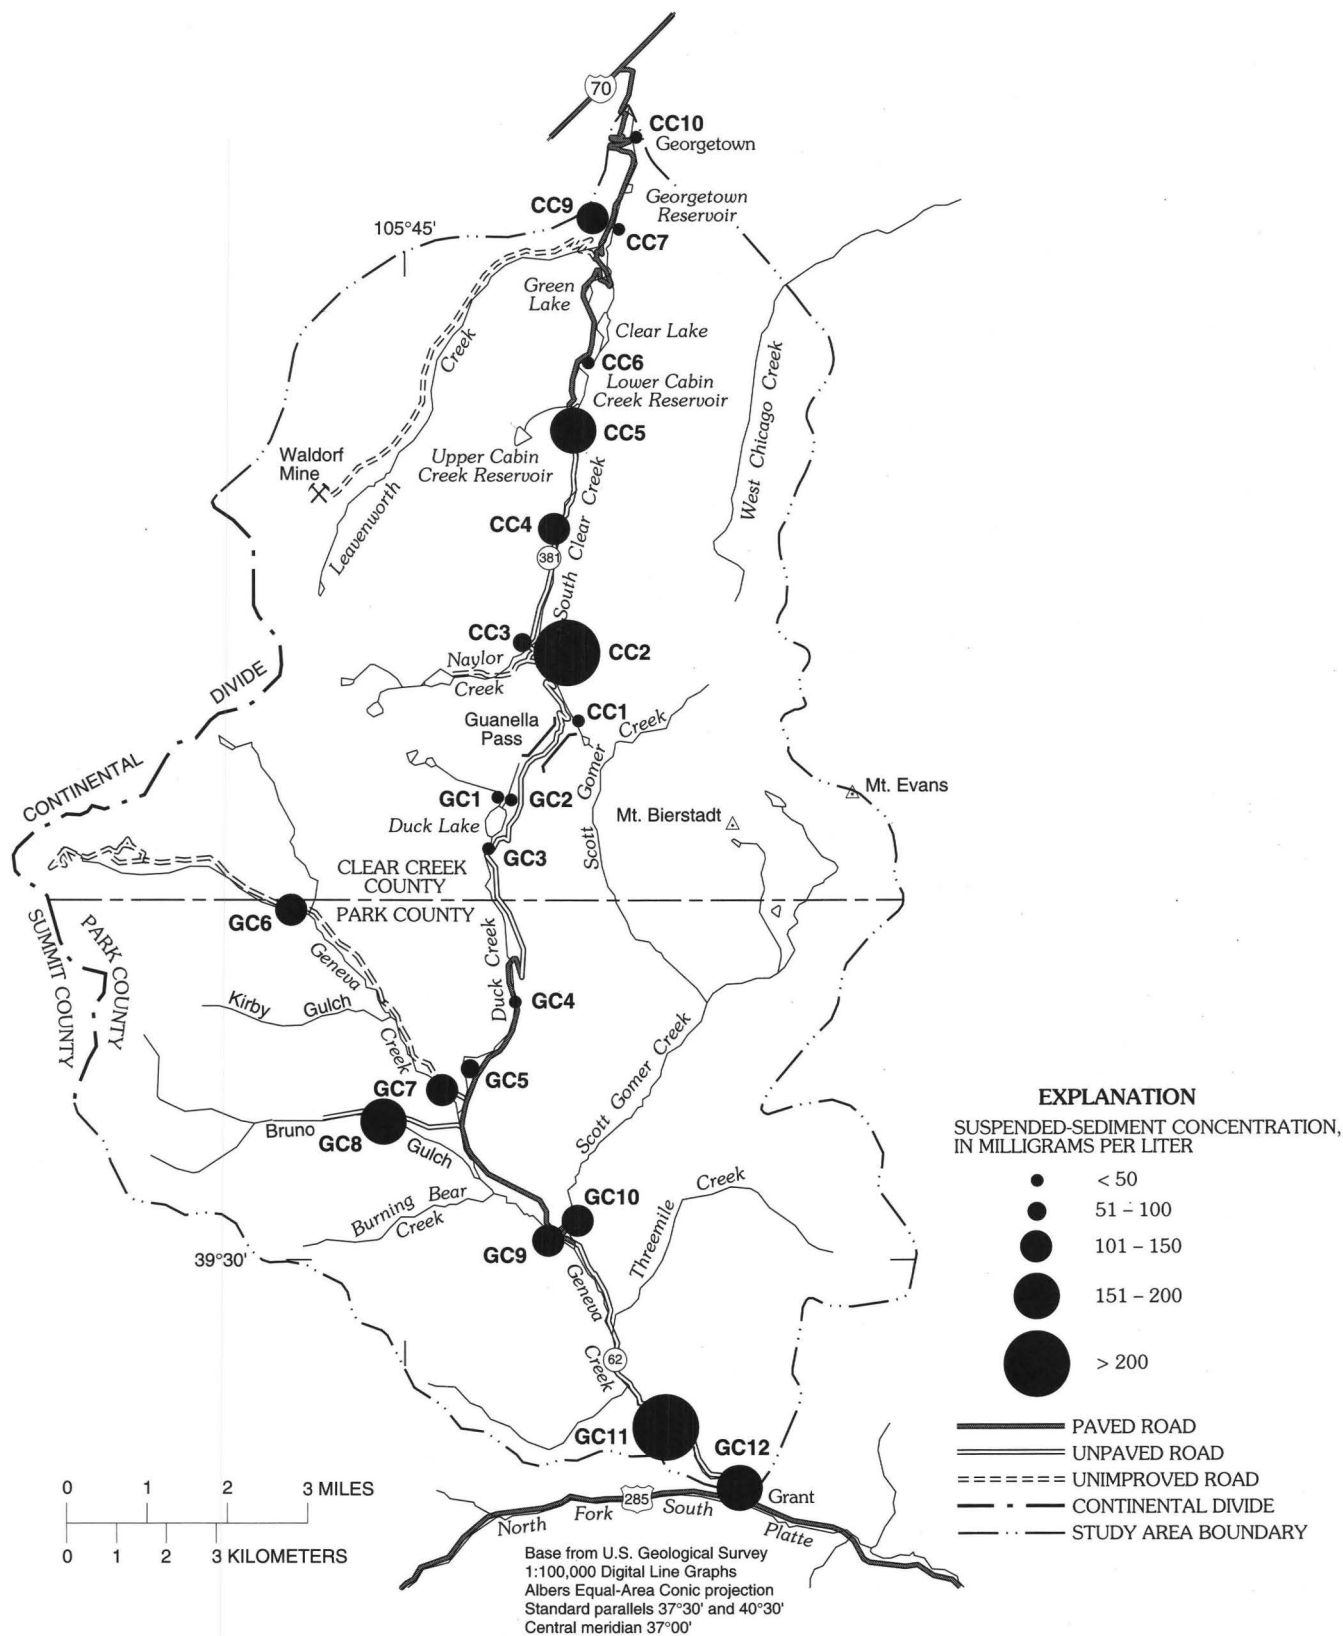 70
CC10
Georgetown
Georgetown
Reservoir
CC9
CC7
105°45'
Green
Lake
Clear Lake
Creek
CC6
Lower Cabin
Creek Reservoir
CC5
Upper Cabin
Creek Reservoir
Waldorf
Mine
Leavenworth
South Clear Creek
West Chicago Creek
CC4
381
CC3
CC2
Naylor
Creek
DIVIDE
CC1
Guanella
Pass
Creek
Gomer
Scott
CONTINENTAL
GC1
GC2
Duck Lake
Mt. Evans
Mt. Bierstadt
GC3
CLEAR CREEK
COUNTY
PARK COUNTY
GC6
SUMMIT COUNTY
PARK COUNTY
Geneva
Creek
Duck Creek
Kirby Gulch
GC4
GC5
GC7
Scott Gomer Creek
Bruno
GC8
Gulch
Burning Bear
Creek
GC10
GC9
Threemile Creek
39°30'
Geneva
Creek
62
GC11
GC12
Grant
285
North Fork South Platte
EXPLANATION
SUSPENDED-SEDIMENT CONCENTRATION,
IN MILLIGRAMS PER LITER
< 50
51 – 100
101 – 150
151 – 200
> 200
PAVED ROAD
UNPAVED ROAD
UNIMPROVED ROAD
CONTINENTAL DIVIDE
STUDY AREA BOUNDARY
0 1 2 3 MILES
0 1 2 3 KILOMETERS
Base from U.S. Geological Survey
1:100,000 Digital Line Graphs
Albers Equal-Area Conic projection
Standard parallels 37°30' and 40°30'
Central meridian 37°00'